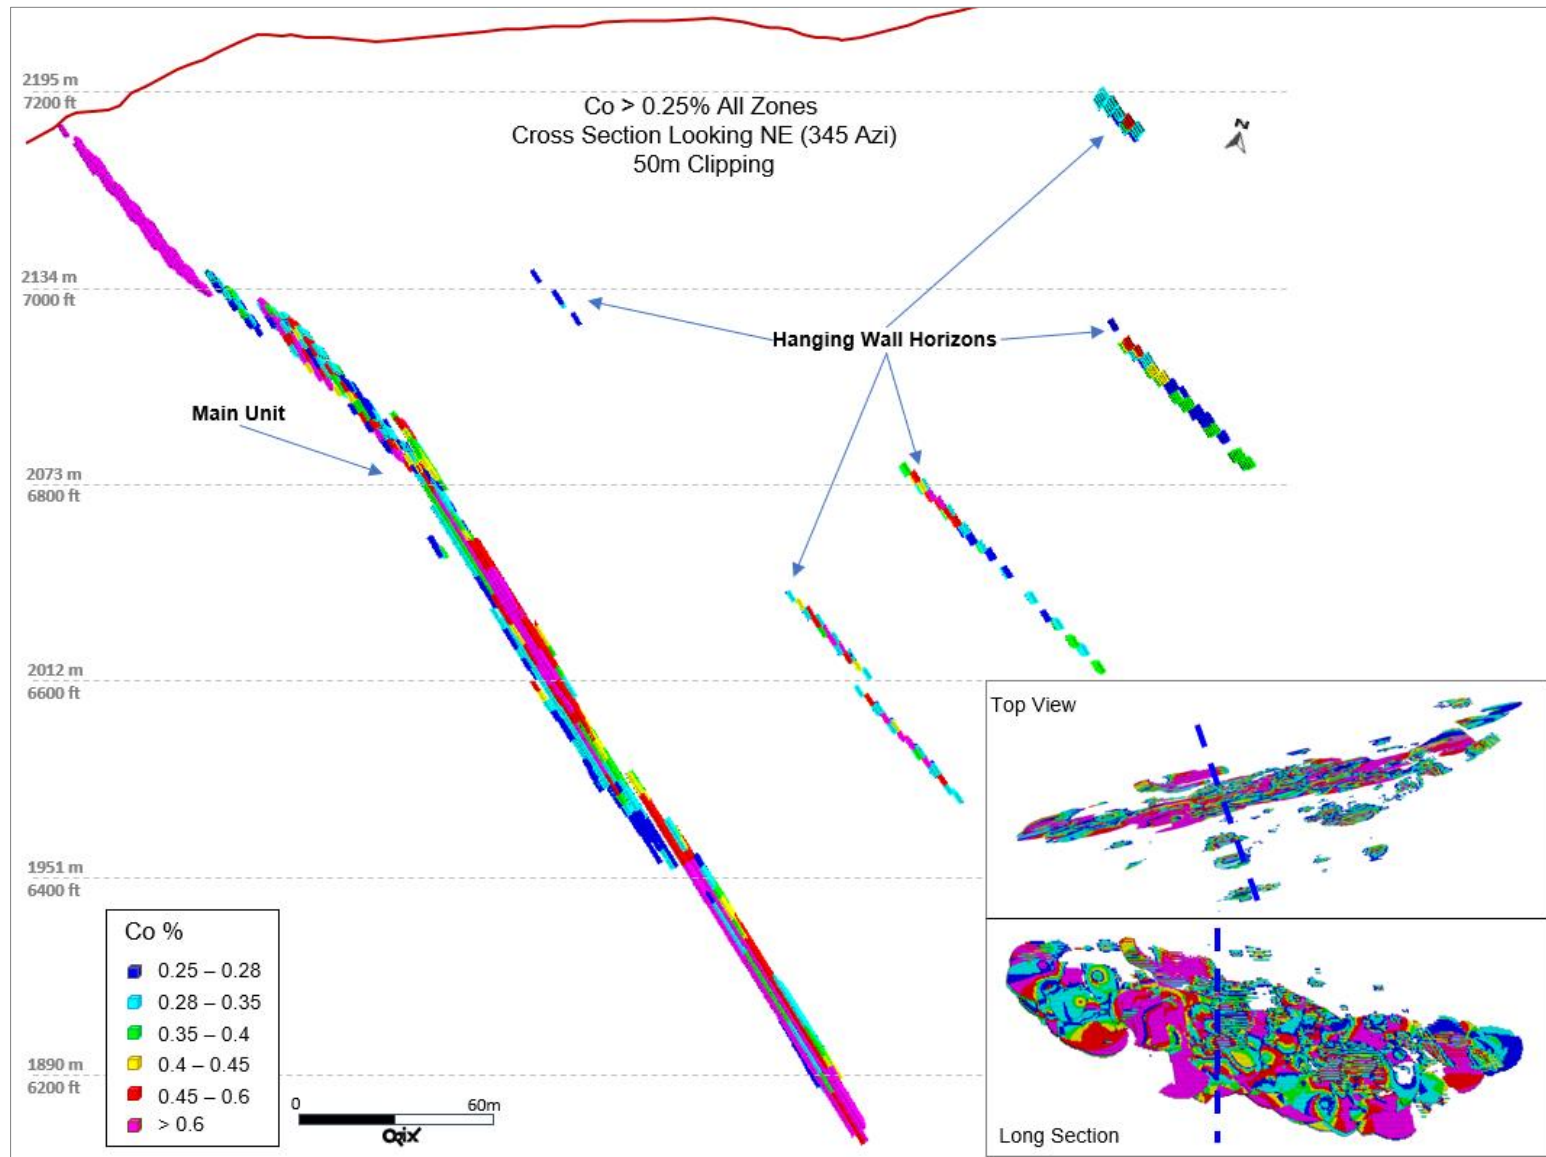 2195 m
7200 ft
Co > 0.25% All Zones
Cross Section Looking NE (345 Azi)
50m Clipping
N
2134 m
7000 ft
Hanging Wall Horizons
Main Unit
2073 m
6800 ft
2012 m
6600 ft
Top View
1951 m
6400 ft
Co %
0.25 – 0.28
0.28 – 0.35
0.35 – 0.4
0.4 – 0.45
0.45 – 0.6
> 0.6
1890 m
6200 ft
0 60m
Orix
Long Section